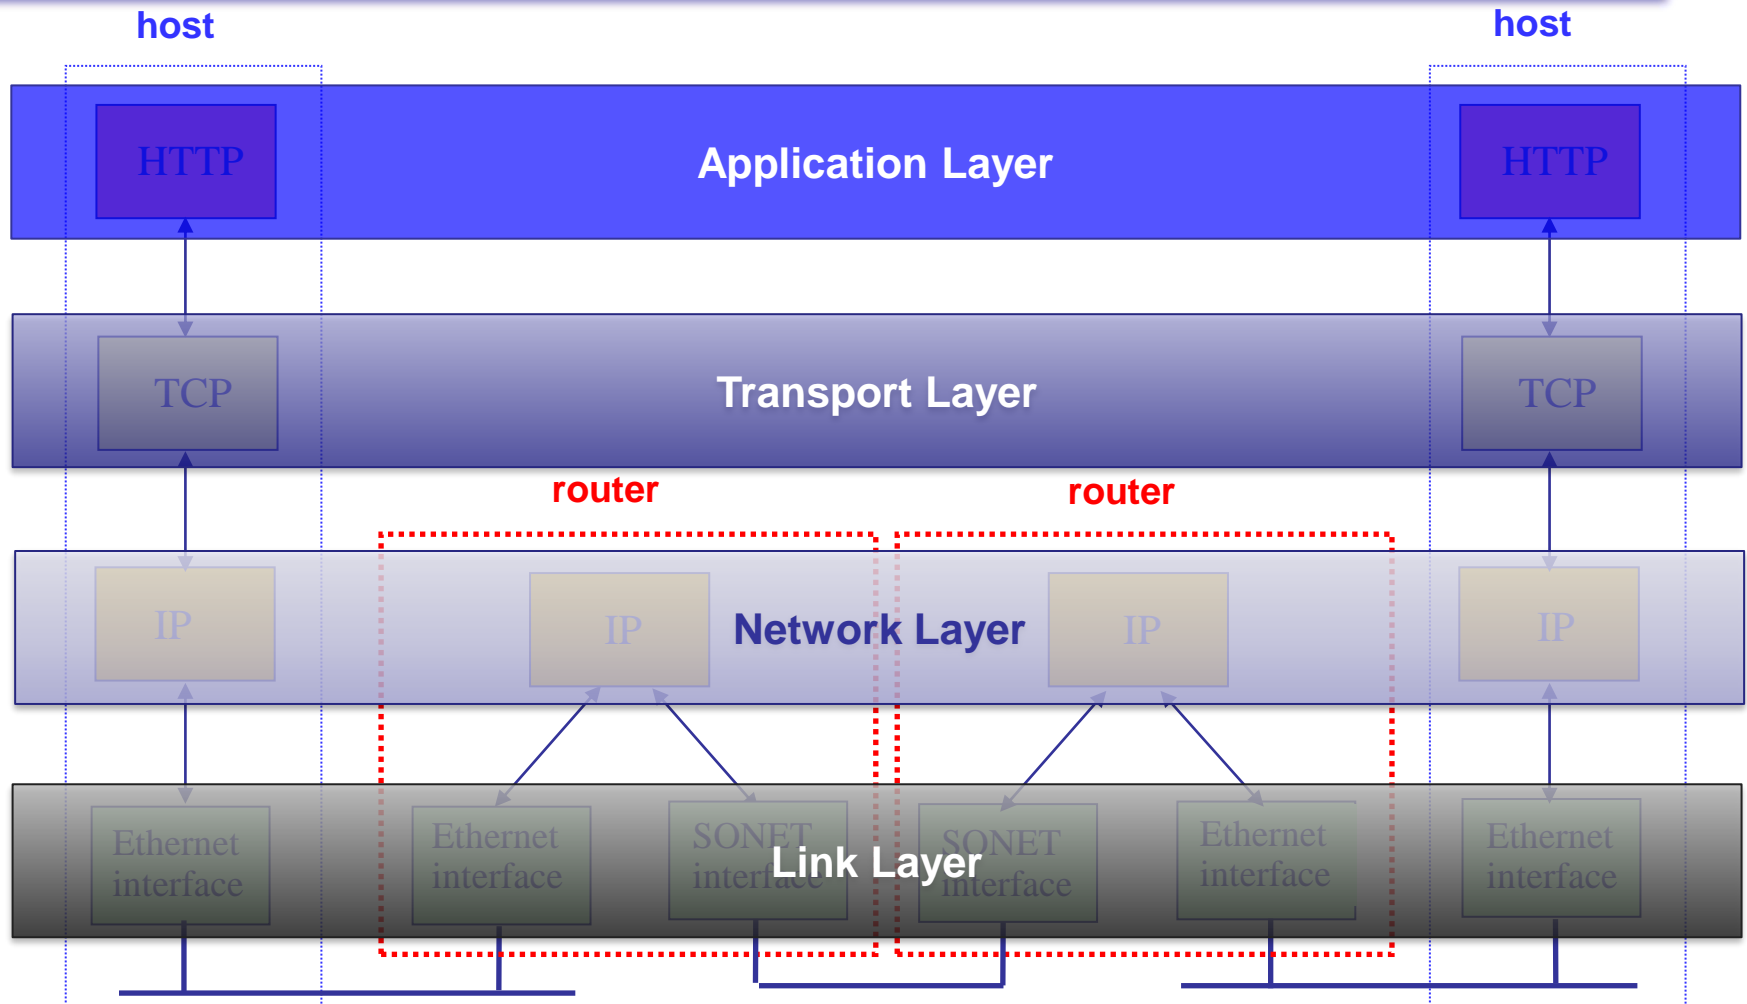 host
host
HTTP
Application Layer
HTTP
TCP
Transport Layer
TCP
router
router
IP
IP
Network Layer
IP
IP
Ethernet
interface
Ethernet
interface
SONET
interface
Link Layer
SONET
interface
Ethernet
interface
Ethernet
interface